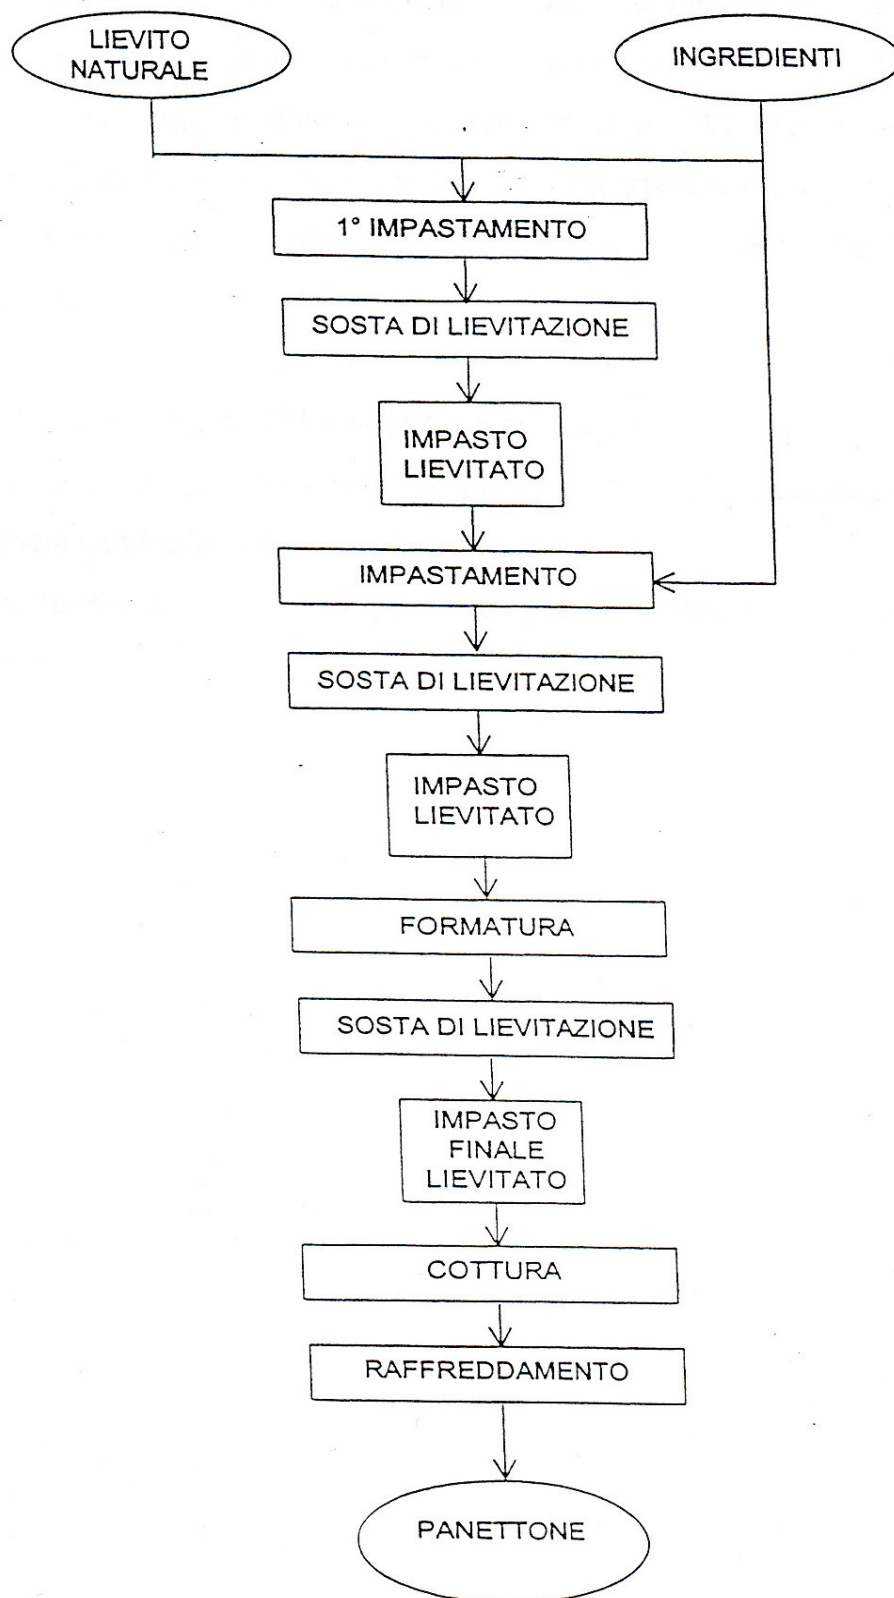 LIEVITO
NATURALE
INGREDIENTI
1° IMPASTAMENTO
SOSTA DI LIEVITAZIONE
IMPASTO
LIEVITATO
IMPASTAMENTO
SOSTA DI LIEVITAZIONE
IMPASTO
LIEVITATO
FORMATURA
SOSTA DI LIEVITAZIONE
IMPASTO
FINALE
LIEVITATO
COTTURA
RAFFREDDAMENTO
PANETTONE